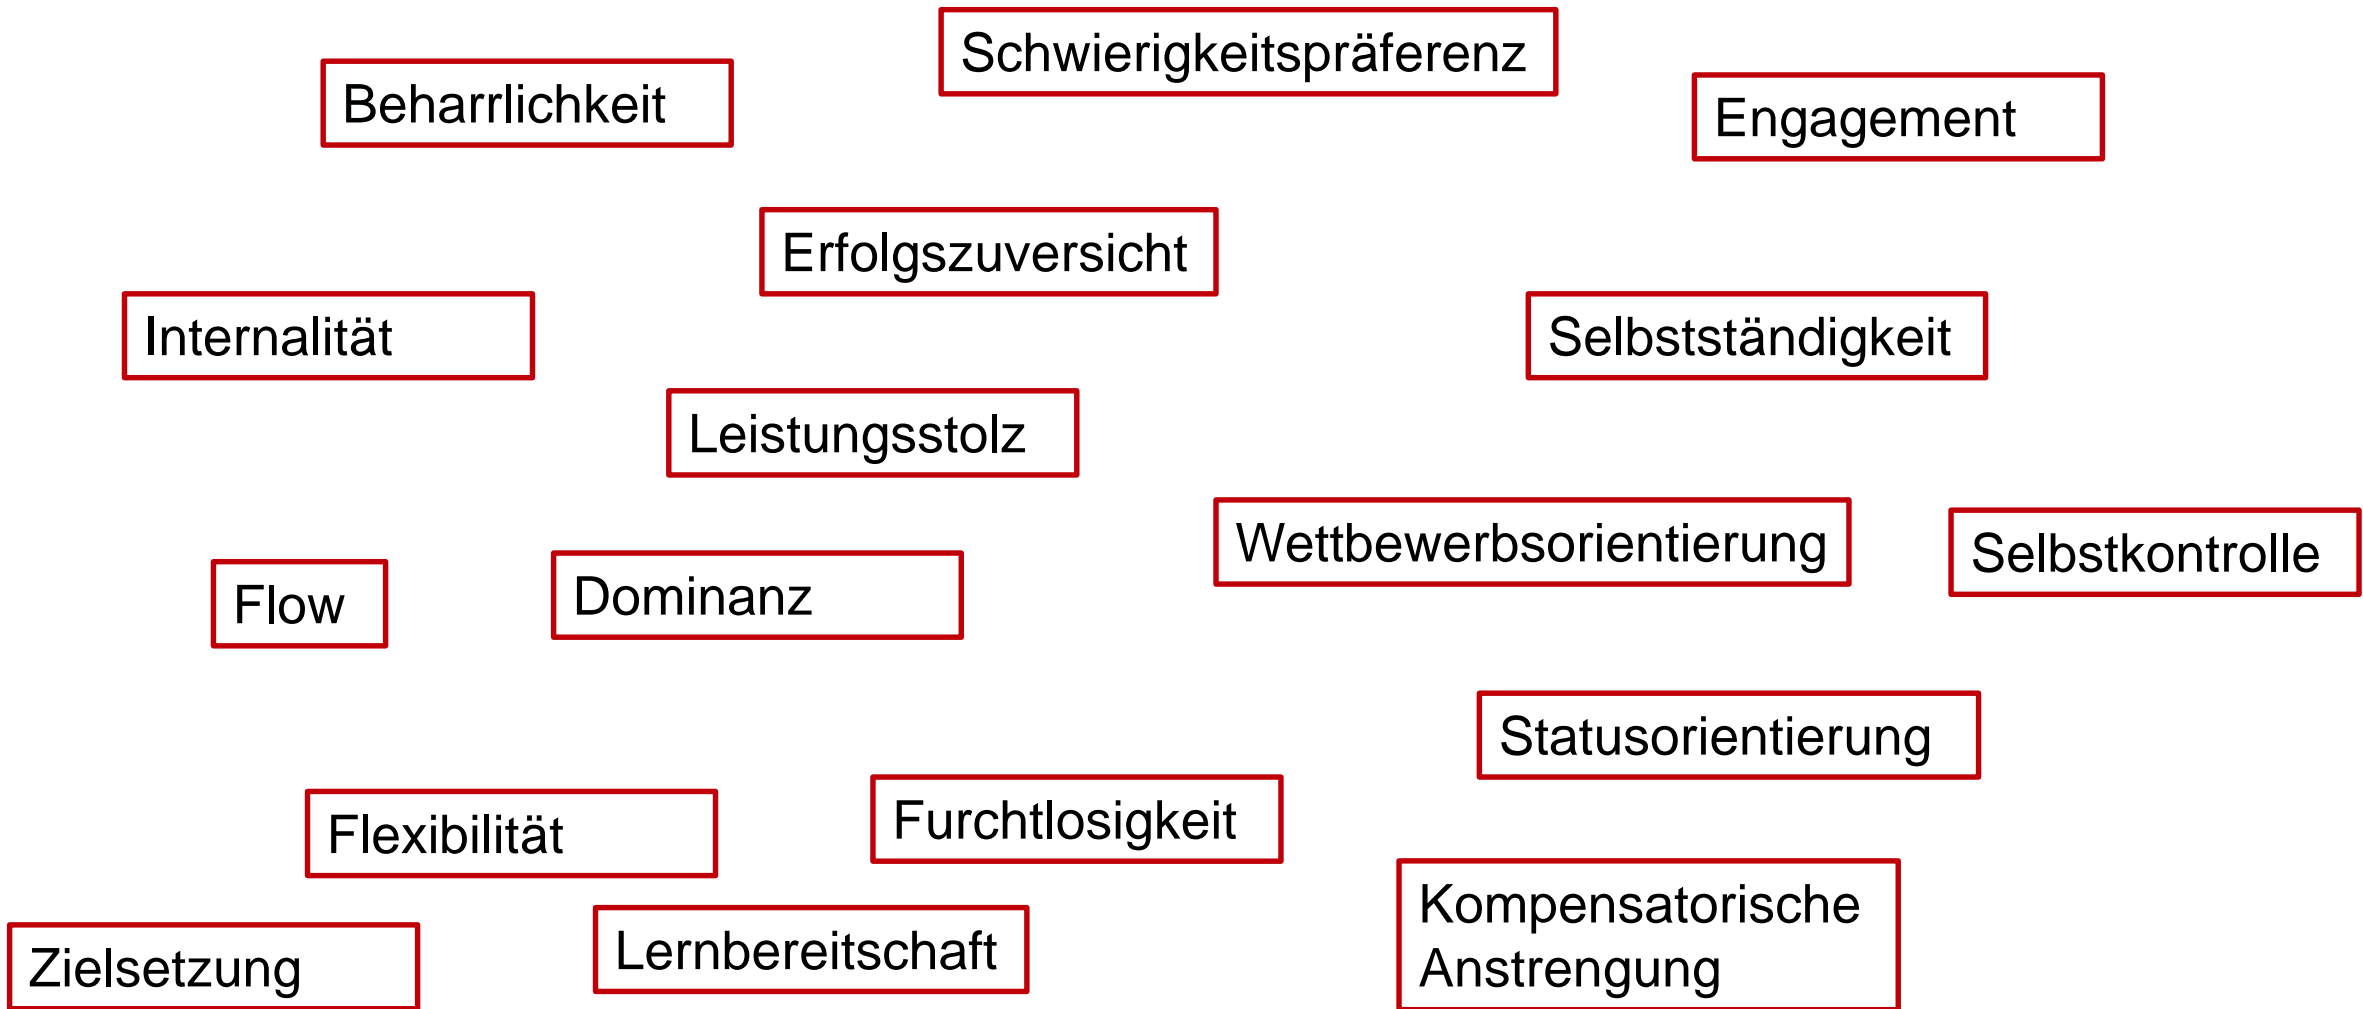 Schwierigkeitspräferenz
Beharrlichkeit
Engagement
Erfolgszuversicht
Internalität
Selbstständigkeit
Leistungsstolz
Wettbewerbsorientierung
Selbstkontrolle
Flow
Dominanz
Statusorientierung
Flexibilität
Furchtlosigkeit
Kompensatorische
Anstrengung
Lernbereitschaft
Zielsetzung